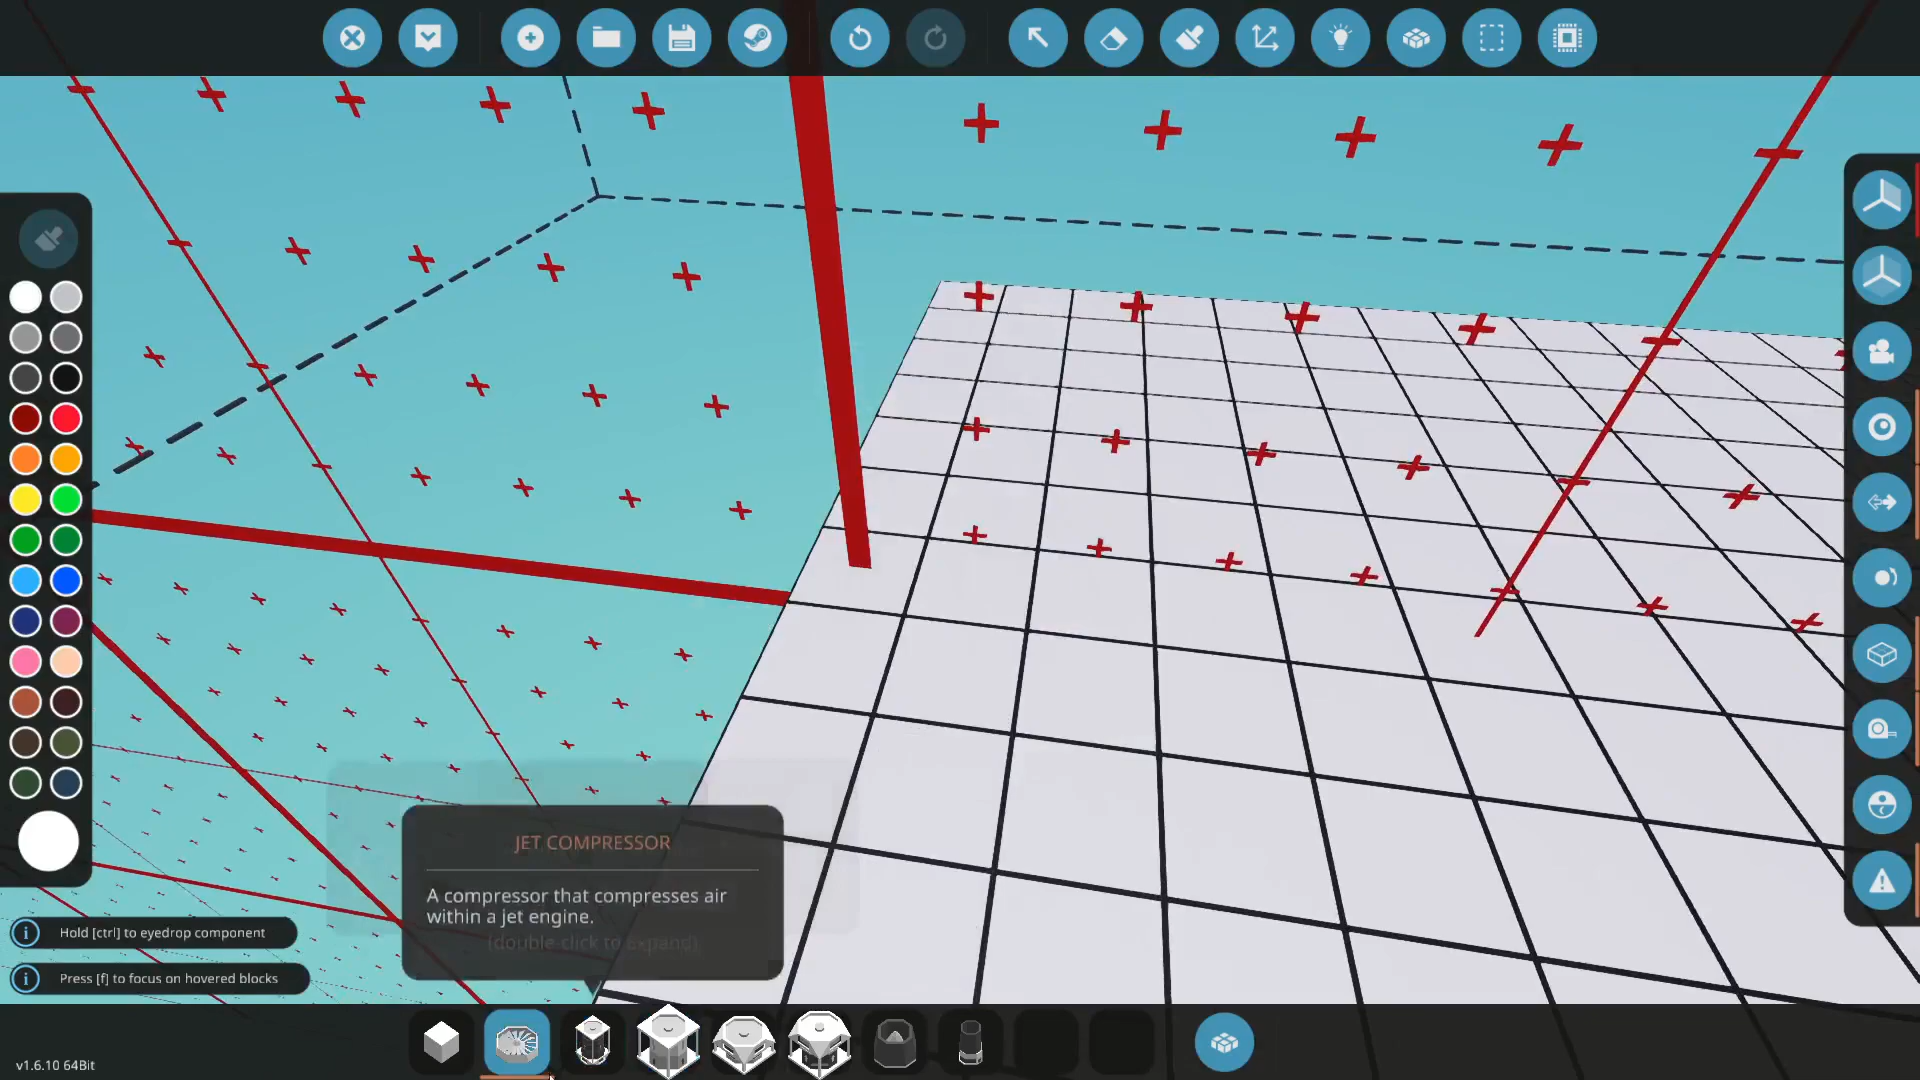 JET COMPRESSOR
A compressor that compresses air
within a jet engine.
(double click to expand)
Hold [ctrl] to eyedrop component
Press [f] to focus on hovered blocks
v1.6.10 64Bit